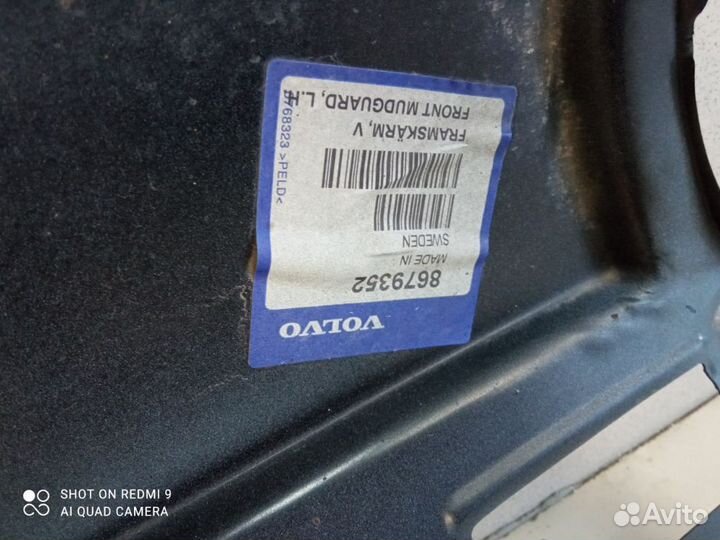 VOLVO
8679352
MADE IN
SWEDEN
FRAMSKÄRM, V
FRONT MUDGUARD, L.H
>PELD<
SHOT ON REDMI 9
AI QUAD CAMERA
Avito